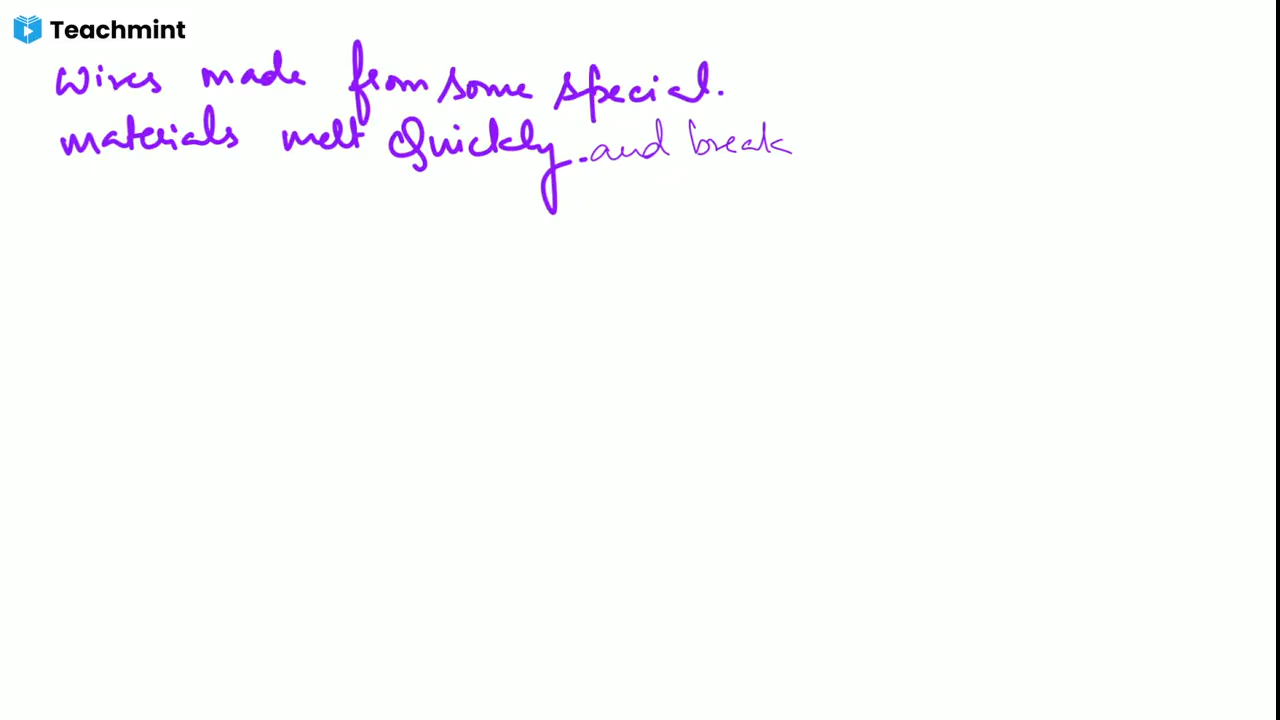 Teachmint
Wires made from some special.
materials melt Quickly. and break